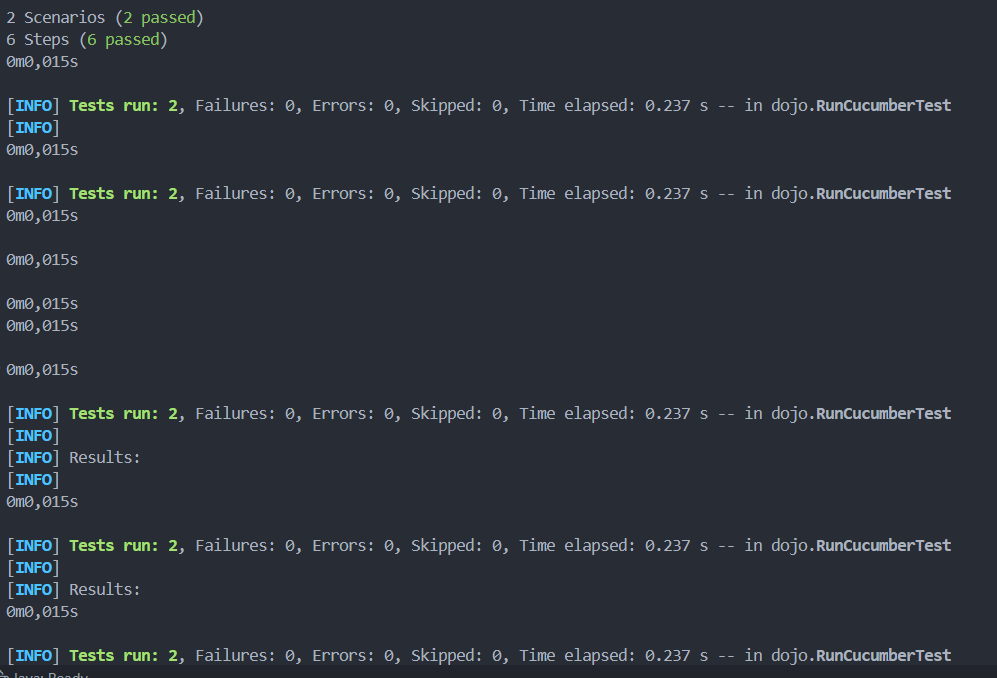 2 Scenarios (2 passed)
6 Steps (6 passed)
0m0,015s
[INFO] Tests run: 2, Failures: 0, Errors: 0, Skipped: 0, Time elapsed: 0.237 s -- in dojo.RunCucumberTest
[INFO]
0m0,015s
[INFO] Tests run: 2, Failures: 0, Errors: 0, Skipped: 0, Time elapsed: 0.237 s -- in dojo.RunCucumberTest
0m0,015s
0m0,015s
0m0,015s
0m0,015s
0m0,015s
[INFO] Tests run: 2, Failures: 0, Errors: 0, Skipped: 0, Time elapsed: 0.237 s -- in dojo.RunCucumberTest
[INFO]
[INFO] Results:
[INFO]
0m0,015s
[INFO] Tests run: 2, Failures: 0, Errors: 0, Skipped: 0, Time elapsed: 0.237 s -- in dojo.RunCucumberTest
[INFO]
[INFO] Results:
0m0,015s
[INFO] Tests run: 2, Failures: 0, Errors: 0, Skipped: 0, Time elapsed: 0.237 s -- in dojo.RunCucumberTest
Java: Ready